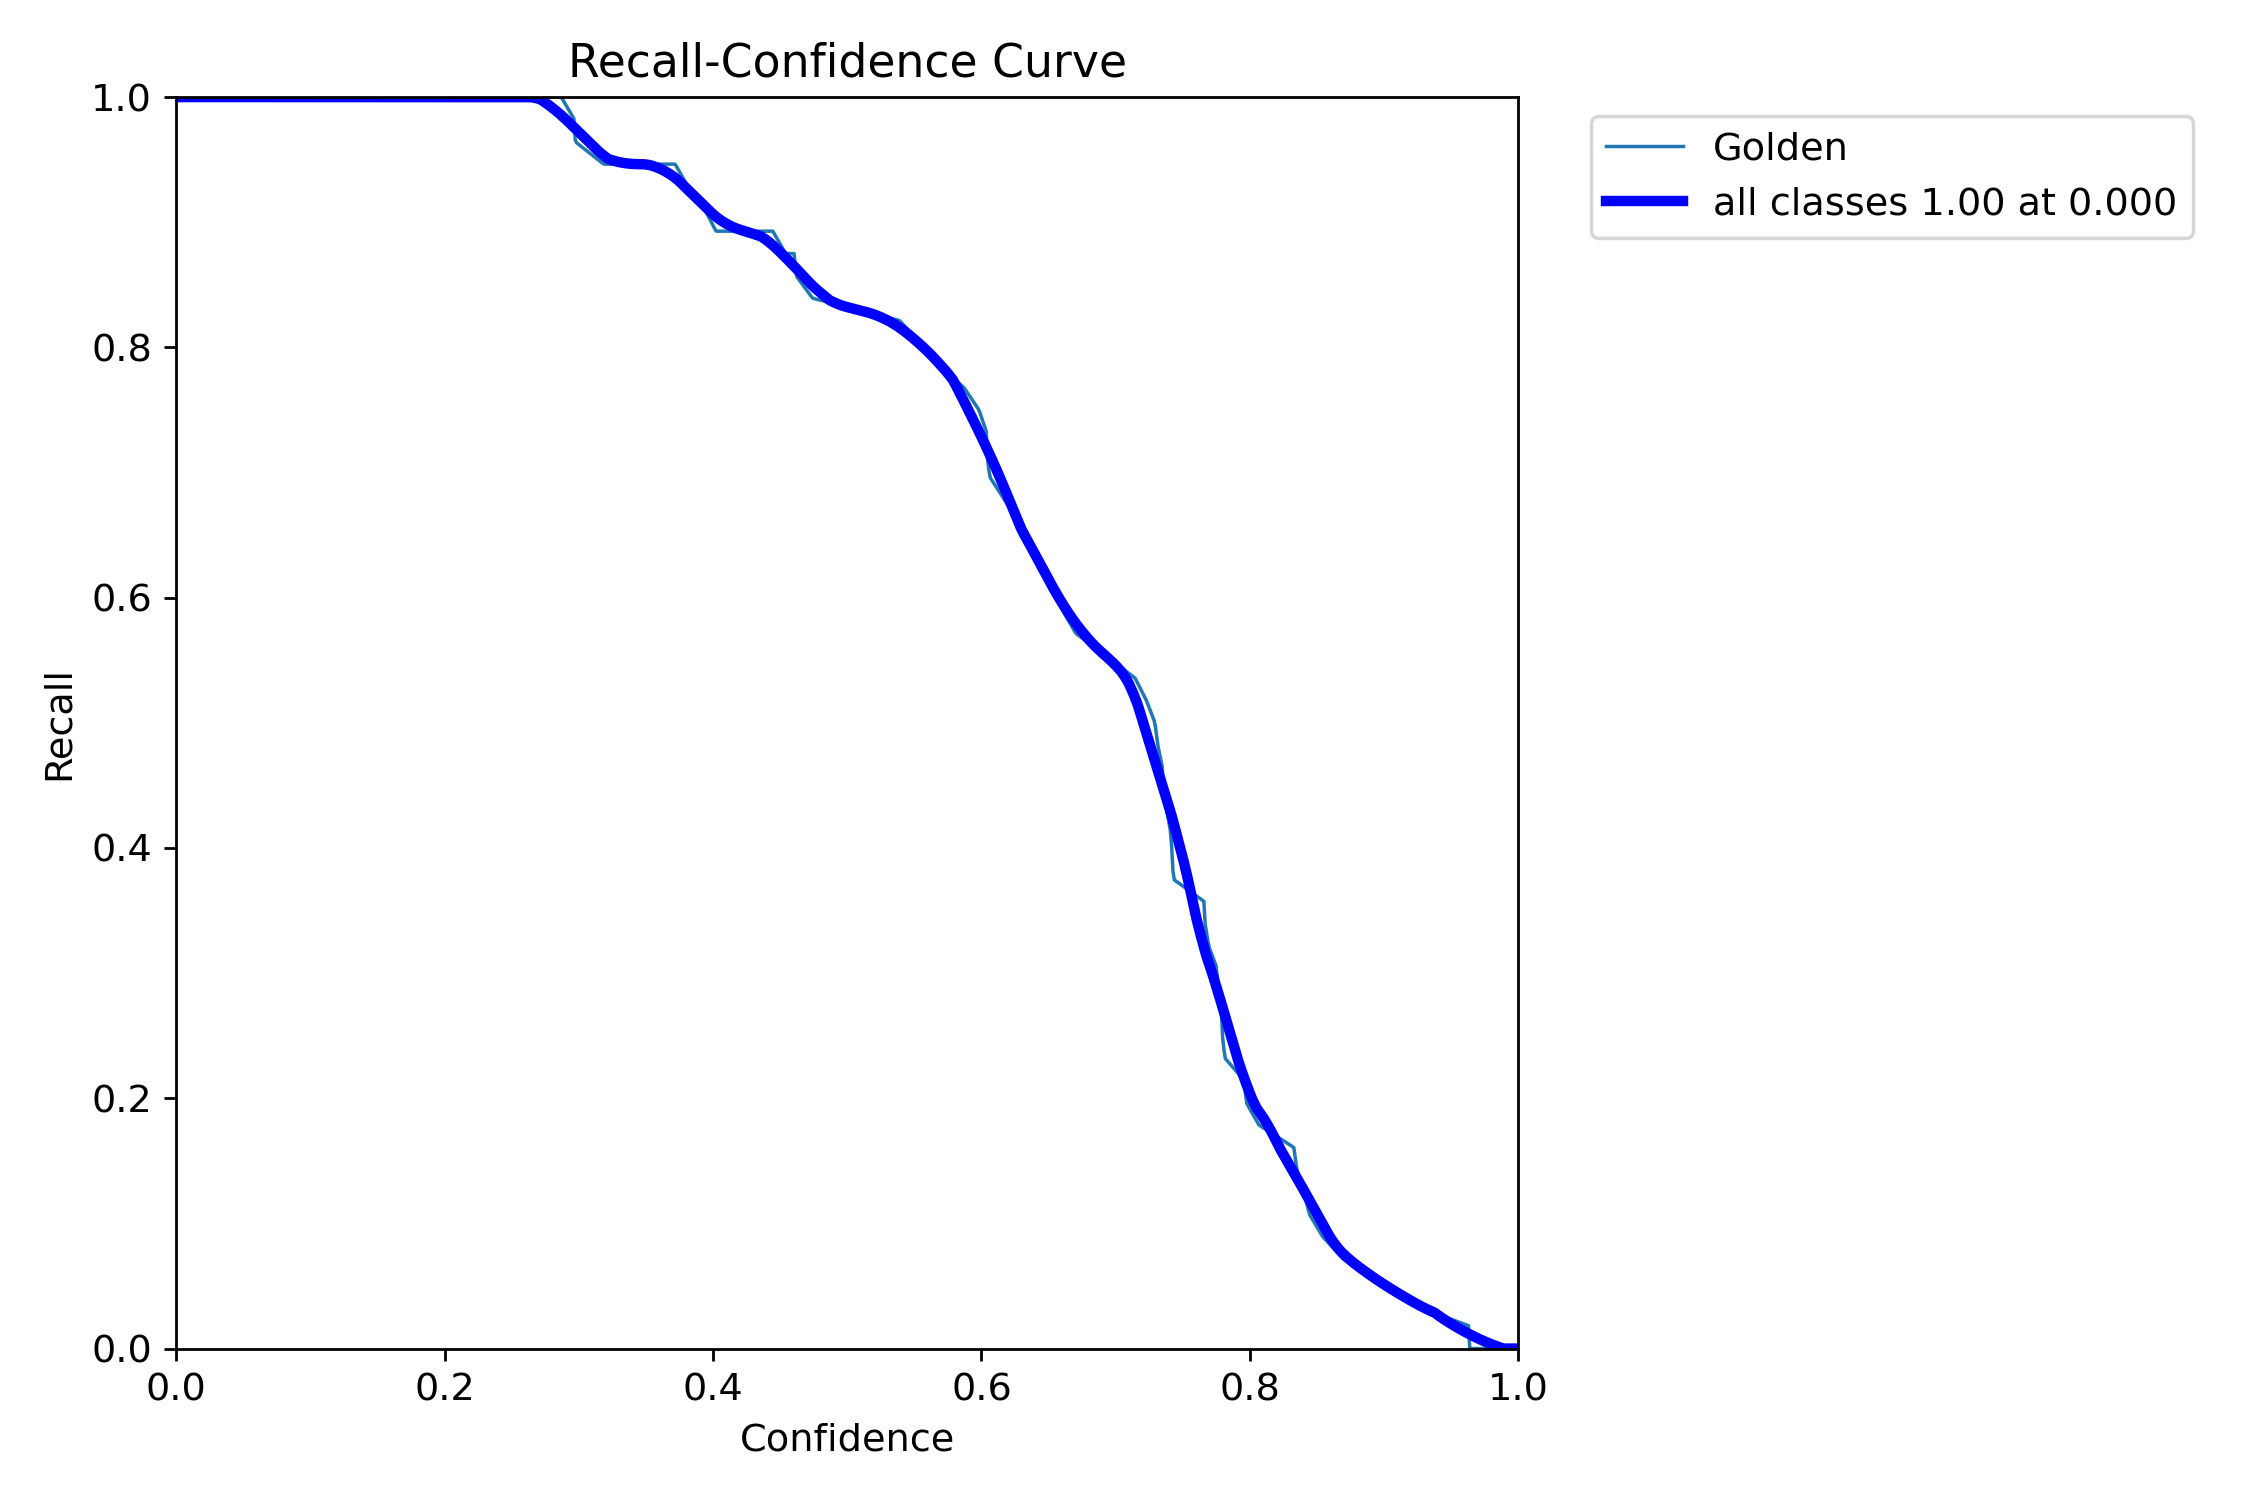 Recall-Confidence Curve
1.0
0.8
0.6
0.4
0.2
0.0
Recall
0.0 0.2 0.4 0.6 0.8 1.0
Confidence
Golden
all classes 1.00 at 0.000